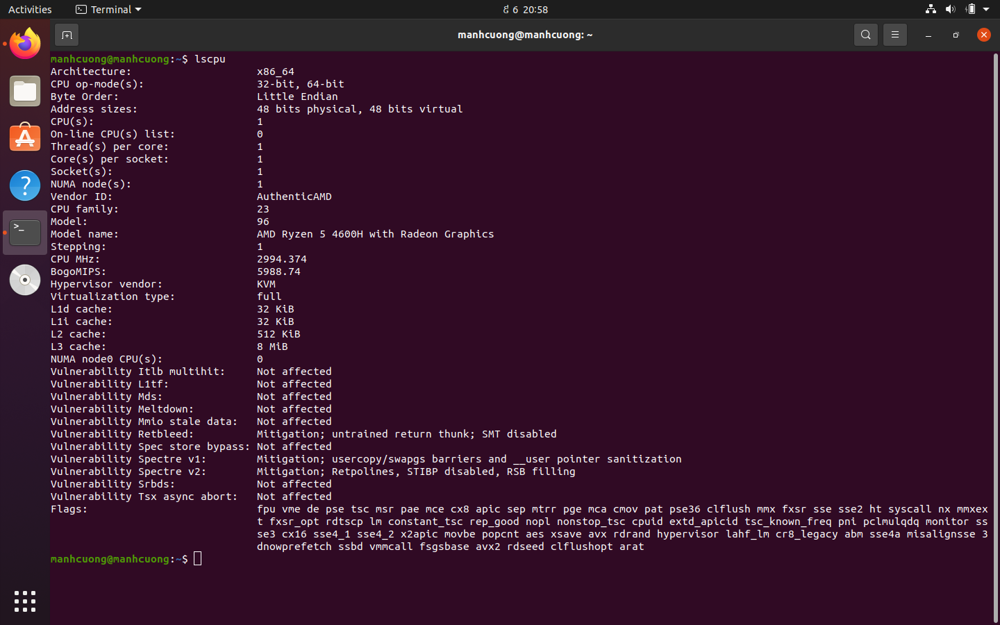 Activities
Terminal
6 20:58
manhcuong@manhcuong: ~
manhcuong@manhcuong:~$ lscpu
Architecture: x86_64
CPU op-mode(s): 32-bit, 64-bit
Byte Order: Little Endian
Address sizes: 48 bits physical, 48 bits virtual
CPU(s): 1
On-line CPU(s) list: 0
Thread(s) per core: 1
Core(s) per socket: 1
Socket(s): 1
NUMA node(s): 1
Vendor ID: AuthenticAMD
CPU family: 23
Model: 96
Model name: AMD Ryzen 5 4600H with Radeon Graphics
Stepping: 1
CPU MHz: 2994.374
BogoMIPS: 5988.74
Hypervisor vendor: KVM
Virtualization type: full
L1d cache: 32 KiB
L1i cache: 32 KiB
L2 cache: 512 KiB
L3 cache: 8 MiB
NUMA node0 CPU(s): 0
Vulnerability Itlb multihit: Not affected
Vulnerability L1tf: Not affected
Vulnerability Mds: Not affected
Vulnerability Meltdown: Not affected
Vulnerability Mmio stale data: Not affected
Vulnerability Retbleed: Mitigation; untrained return thunk; SMT disabled
Vulnerability Spec store bypass: Not affected
Vulnerability Spectre v1: Mitigation; usercopy/swapgs barriers and __user pointer sanitization
Vulnerability Spectre v2: Mitigation; Retpolines, STIBP disabled, RSB filling
Vulnerability Srbds: Not affected
Vulnerability Tsx async abort: Not affected
Flags: fpu vme de pse tsc msr pae mce cx8 apic sep mtrr pge mca cmov pat pse36 clflush mmx fxsr sse sse2 ht syscall nx mmxex
t fxsr_opt rdtscp lm constant_tsc rep_good nopl nonstop_tsc cpuid extd_apicid tsc_known_freq pni pclmulqdq monitor ss
se3 cx16 sse4_1 sse4_2 x2apic movbe popcnt aes xsave avx rdrand hypervisor lahf_lm cr8_legacy abm sse4a misalignsse 3
dnowprefetch ssbd vmmcall fsgsbase avx2 rdseed clflushopt arat
manhcuong@manhcuong:~$